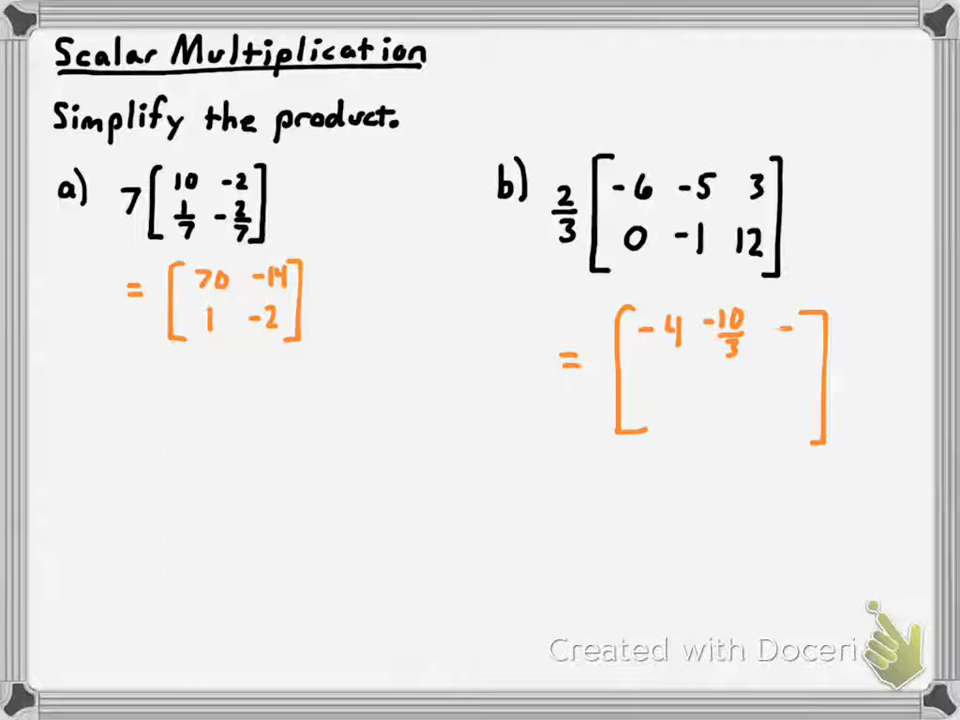 Scalar Multiplication
Simplify the product.
a) 7 [ 10 -2
1/7 -2/7 ]
= [ 70 -14
1 -2 ]
b) 2/3 [ -6 -5 3
0 -1 12 ]
= [ -4 -10/3 - ]
Created with Doceri